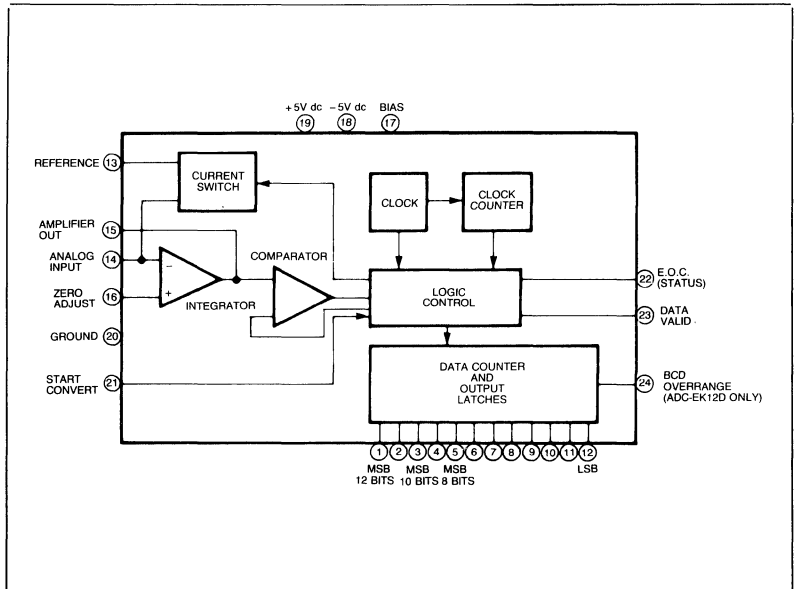 +5V dc -5V dc BIAS
19 18 17
REFERENCE 13
CURRENT
SWITCH
CLOCK
CLOCK
COUNTER
AMPLIFIER
OUT 15
ANALOG
INPUT 14
COMPARATOR
−
+
INTEGRATOR
ZERO
ADJUST 16
LOGIC
CONTROL
22 E.O.C.
(STATUS)
23 DATA
VALID
GROUND 20
START
CONVERT 21
DATA COUNTER
AND
OUTPUT
LATCHES
24 BCD
OVERRANGE
(ADC-EK12D ONLY)
1 2 3 4 5 6 7 8 9 10 11 12
MSB MSB MSB LSB
12 BITS 10 BITS 8 BITS